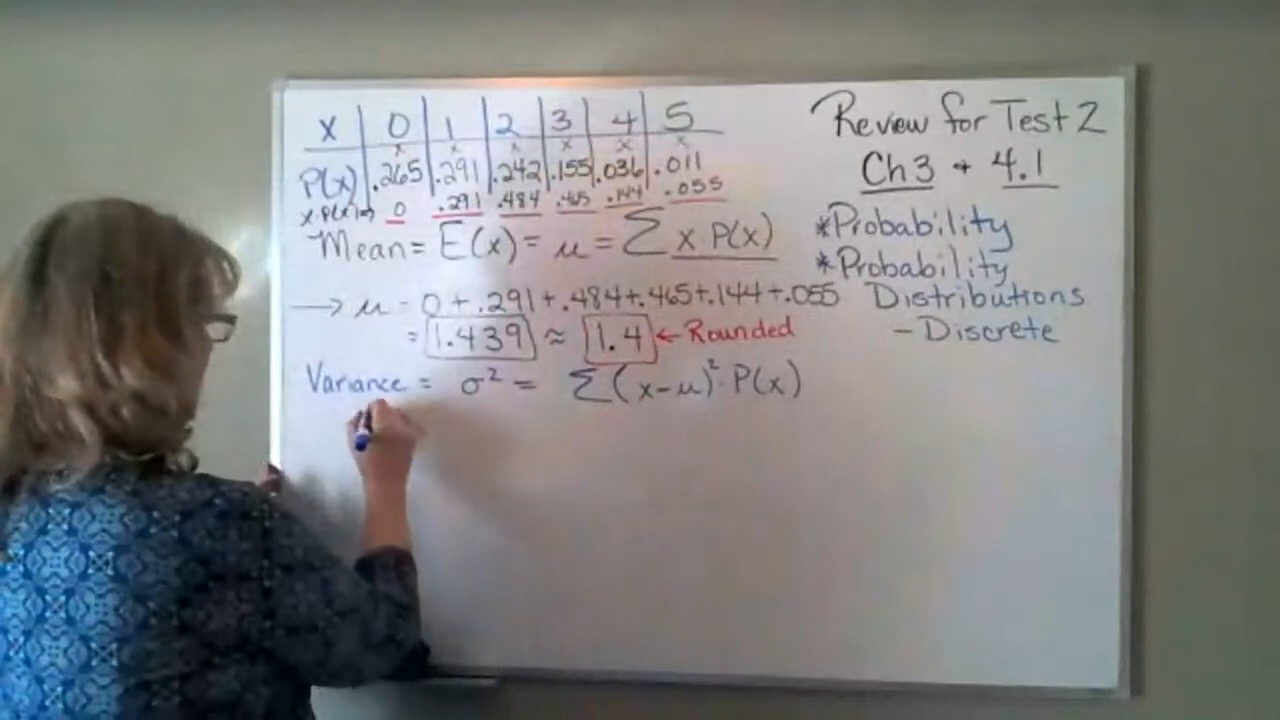 x 0 1 2 3 4 5
x x x x x x
P(x) .265 .291 .242 .155 .036 .011
x P(x)⇒ 0 .291 .484 .465 .144 .055
Mean = E(x) = μ = Σ x P(x)
→ μ = 0 + .291 + .484 + .465 + .144 + .055
= 1.439 ≈ 1.4 ← Rounded
Variance = σ² = Σ (x-μ)² · P(x)
Review for Test 2
Ch 3 + 4.1
*Probability
*Probability
Distributions
- Discrete